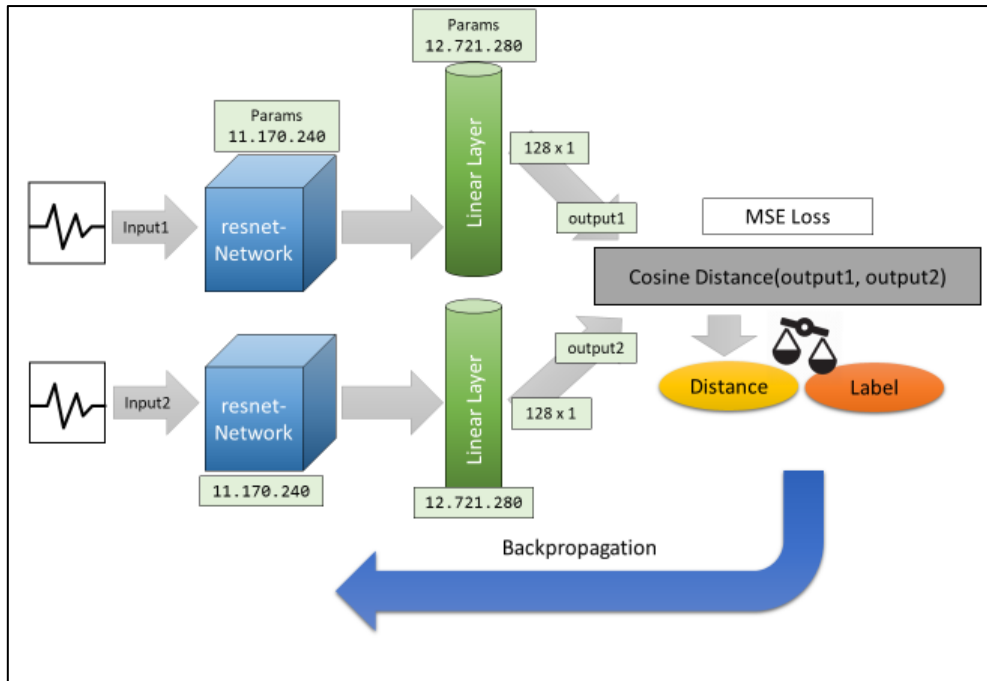 Params
12.721.280
Params
11.170.240
Linear Layer
128 x 1
Input1
resnet-
Network
output1
MSE Loss
Cosine Distance(output1, output2)
Input2
resnet-
Network
Linear Layer
output2
128 x 1
Distance
Label
11.170.240
12.721.280
Backpropagation